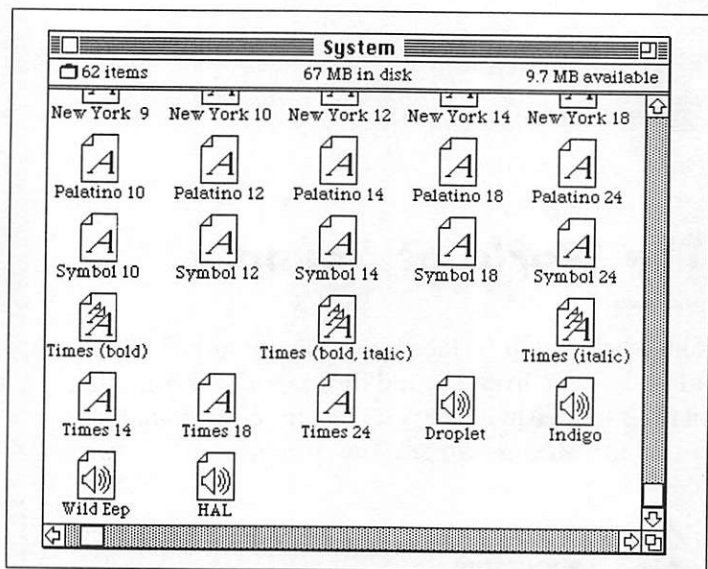 System
62 items 67 MB in disk 9.7 MB available
New York 9 New York 10 New York 12 New York 14 New York 18
Palatino 10 Palatino 12 Palatino 14 Palatino 18 Palatino 24
Symbol 10 Symbol 12 Symbol 14 Symbol 18 Symbol 24
Times (bold) Times (bold, italic) Times (italic)
Times 14 Times 18 Times 24 Droplet Indigo
Wild Eep HAL